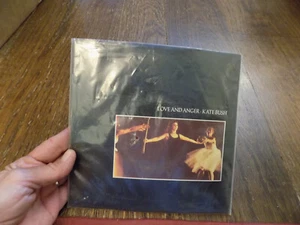 LOVE AND ANGER · KATE BUSH